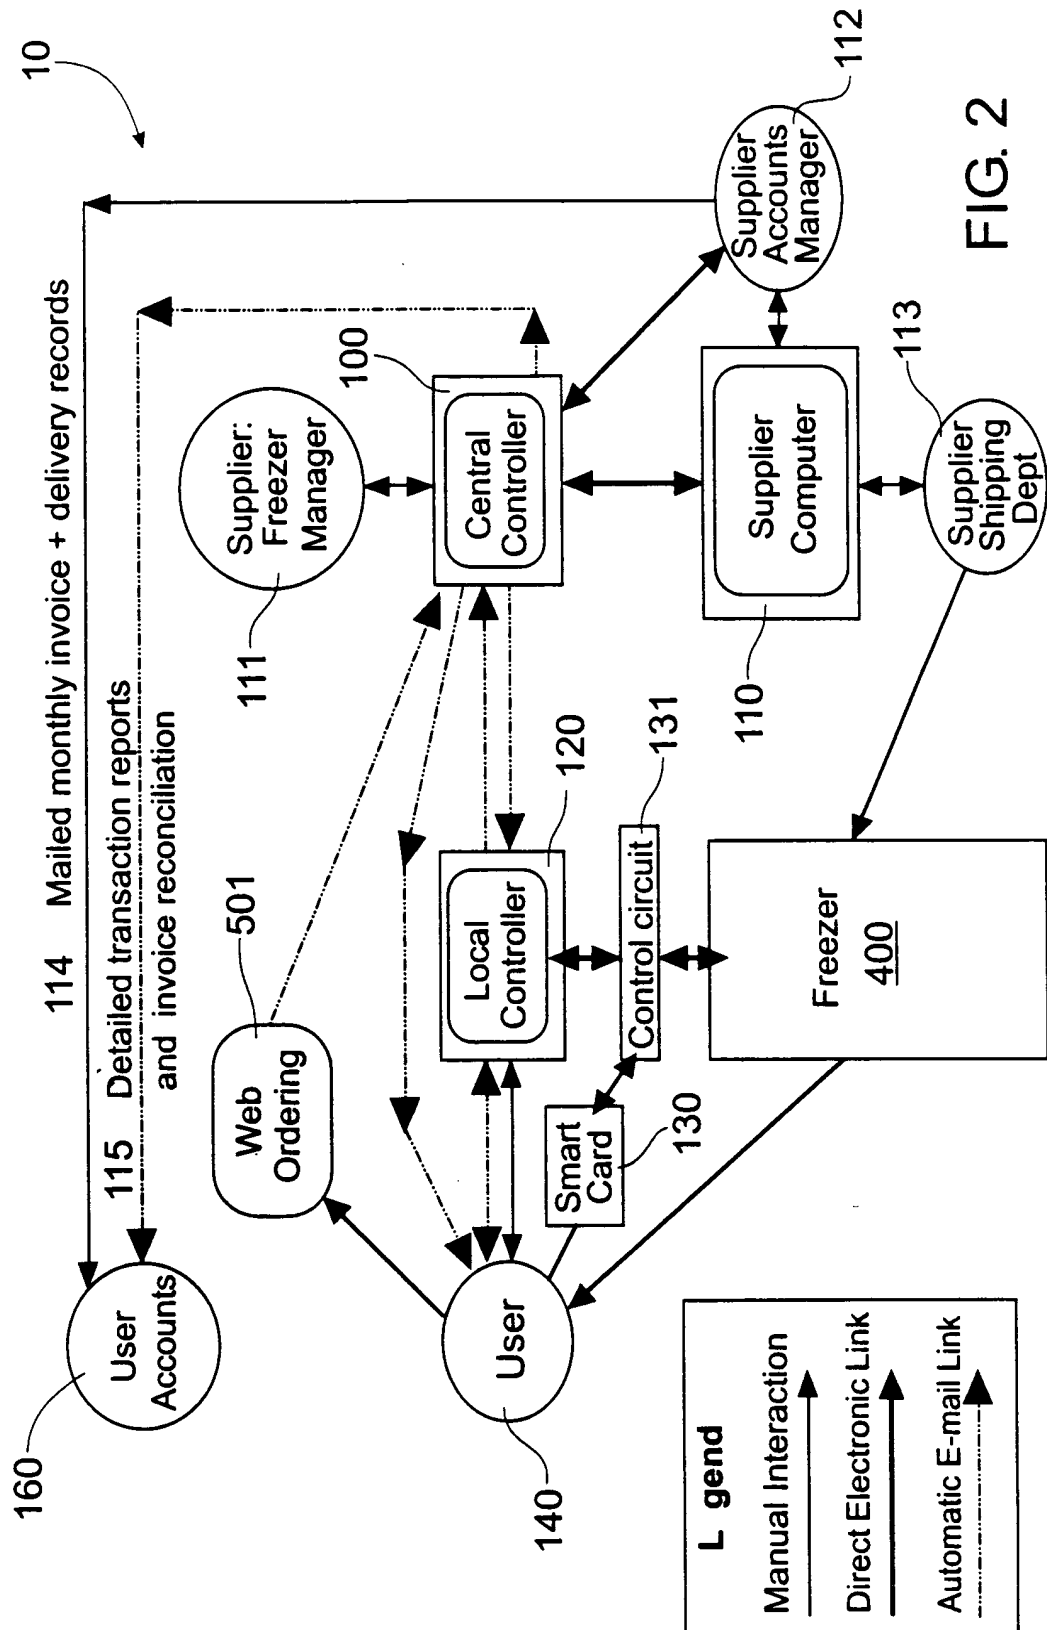 10
114 Mailed monthly invoice + delivery records
115 Detailed transaction reports
and invoice reconciliation
160
User
Accounts
Web
Ordering
501
111
Supplier:
Freezer
Manager
100
Central
Controller
120
Local
Controller
140
User
Smart
Card
130
Control circuit
131
110
Supplier
Computer
Supplier
Accounts
Manager
112
113
Supplier
Shipping
Dept
Freezer
400
L gend
Manual Interaction
Direct Electronic Link
Automatic E-mail Link
FIG. 2